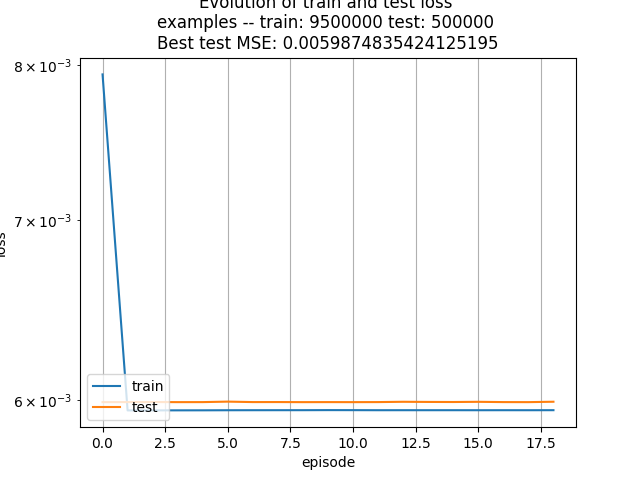 Evolution of train and test loss
examples -- train: 9500000 test: 500000
Best test MSE: 0.0059874835424125195
8 × 10⁻³
7 × 10⁻³
6 × 10⁻³
loss
train
test
0.0 2.5 5.0 7.5 10.0 12.5 15.0 17.5
episode